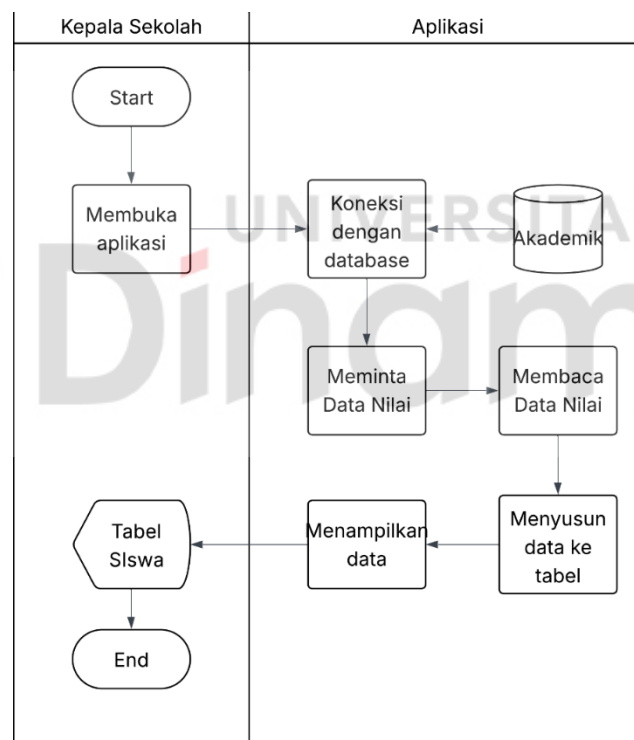 Kepala Sekolah
Aplikasi
Start
Membuka
aplikasi
Koneksi
dengan
database
Akademik
UNIVERSITA
Dinam
Meminta
Data Nilai
Membaca
Data Nilai
Menyusun
data ke
tabel
Menampilkan
data
Tabel
SIswa
End